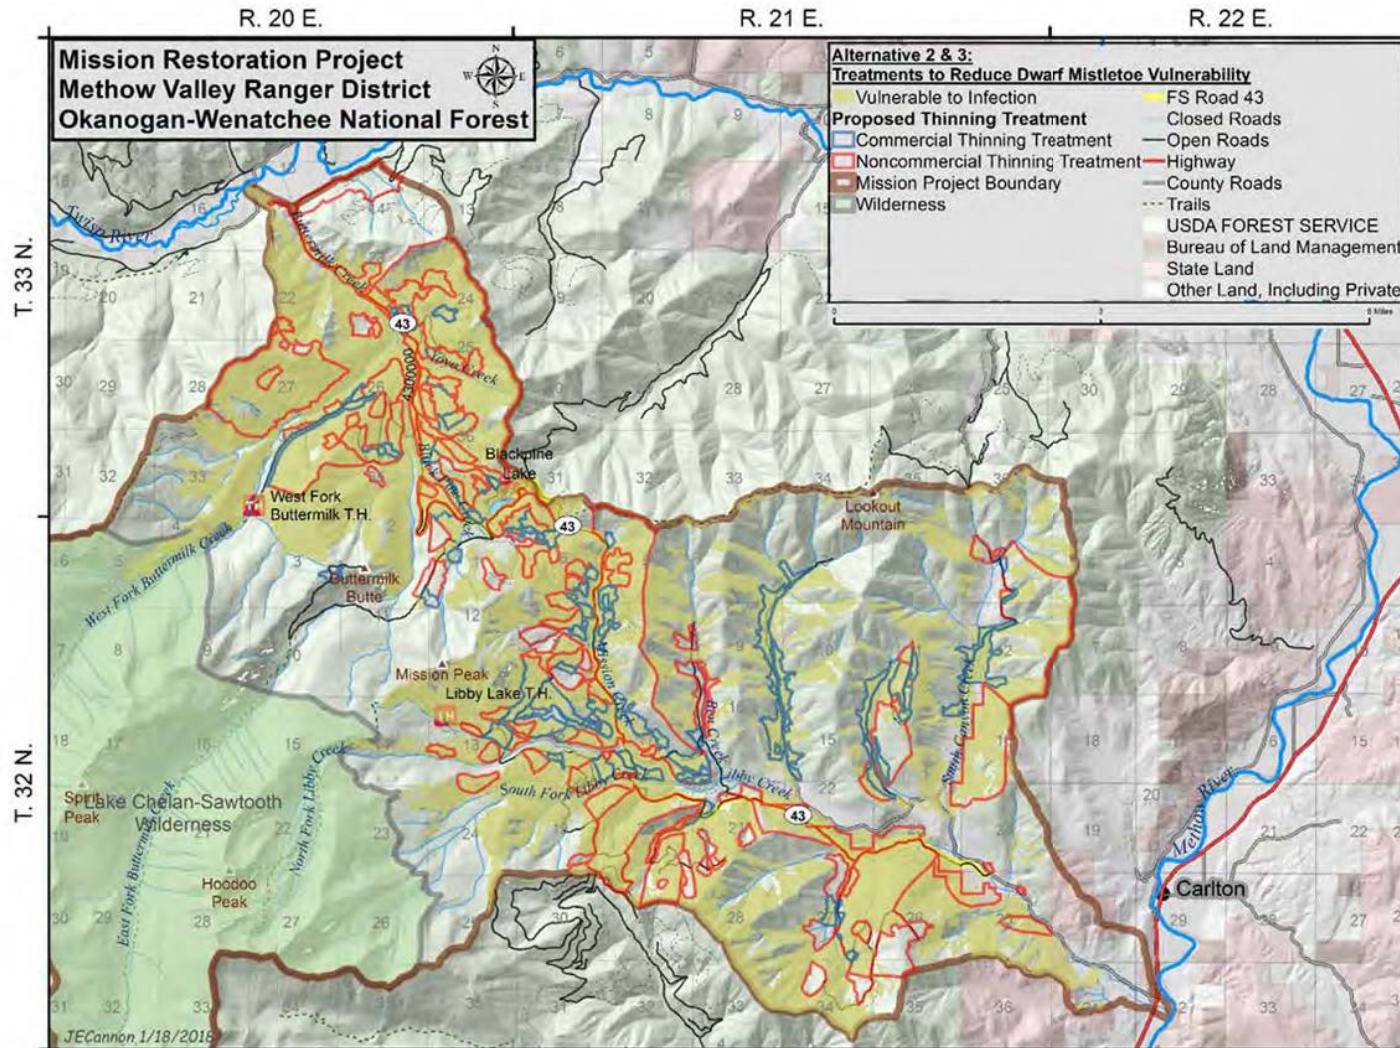 R. 20 E.
R. 21 E.
R. 22 E.
Mission Restoration Project
Methow Valley Ranger District
Okanogan-Wenatchee National Forest
N
W
E
S
Alternative 2 & 3:
Treatments to Reduce Dwarf Mistletoe Vulnerability
Vulnerable to Infection
Proposed Thinning Treatment
Commercial Thinning Treatment
Noncommercial Thinning Treatment
Mission Project Boundary
Wilderness
FS Road 43
Closed Roads
Open Roads
Highway
County Roads
Trails
USDA FOREST SERVICE
Bureau of Land Management
State Land
Other Land, Including Private
T. 33 N.
T. 32 N.
Twisp River
Buttermilk Creek
43
4300000
Blackpine
Lake
43
West Fork
Buttermilk T.H.
West Fork Buttermilk Creek
Buttermilk
Butte
Lookout
Mountain
Mission Peak
Libby Lake T.H.
Mission Creek
South Canyon Creek
South Fork Libby Creek
Libby Creek
43
Lake Chelan-Sawtooth
Wilderness
Spirit
Peak
East Fork Buttermilk Creek
North Fork Libby Creek
Hoodoo
Peak
Methow River
Carlton
JECannon 1/18/2018